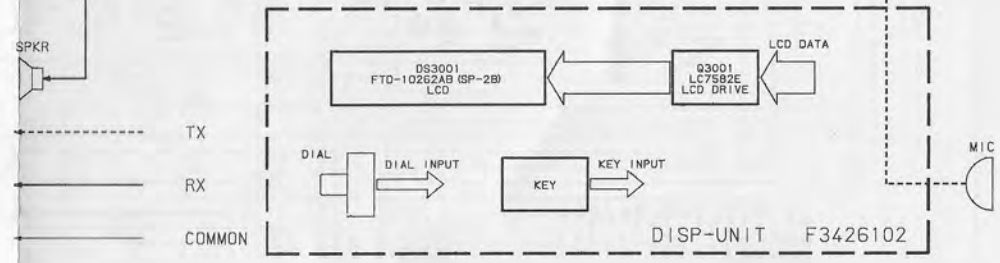 SPKR
TX
RX
COMMON
DS3001
FTD-10262AB (SP-2B)
LCD
Q3001
LC7582E
LCD DRIVE
LCD DATA
DIAL
DIAL INPUT
KEY
KEY INPUT
MIC
DISP-UNIT F3426102